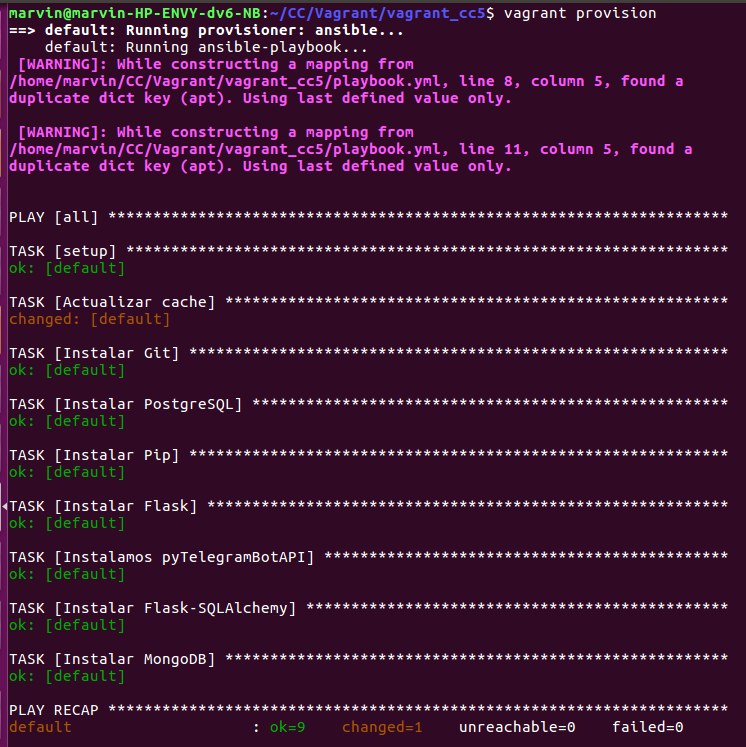 marvin@marvin-HP-ENVY-dv6-NB:~/CC/Vagrant/vagrant_cc5$ vagrant provision
==> default: Running provisioner: ansible...
    default: Running ansible-playbook...
 [WARNING]: While constructing a mapping from
/home/marvin/CC/Vagrant/vagrant_cc5/playbook.yml, line 8, column 5, found a
duplicate dict key (apt). Using last defined value only.

 [WARNING]: While constructing a mapping from
/home/marvin/CC/Vagrant/vagrant_cc5/playbook.yml, line 11, column 5, found a
duplicate dict key (apt). Using last defined value only.

PLAY [all] *********************************************************************

TASK [setup] *******************************************************************
ok: [default]

TASK [Actualizar cache] ********************************************************
changed: [default]

TASK [Instalar Git] ************************************************************
ok: [default]

TASK [Instalar PostgreSQL] *****************************************************
ok: [default]

TASK [Instalar Pip] ************************************************************
ok: [default]

TASK [Instalar Flask] **********************************************************
ok: [default]

TASK [Instalamos pyTelegramBotAPI] *********************************************
ok: [default]

TASK [Instalar Flask-SQLAlchemy] ***********************************************
ok: [default]

TASK [Instalar MongoDB] ********************************************************
ok: [default]

PLAY RECAP *********************************************************************
default                    : ok=9    changed=1    unreachable=0    failed=0